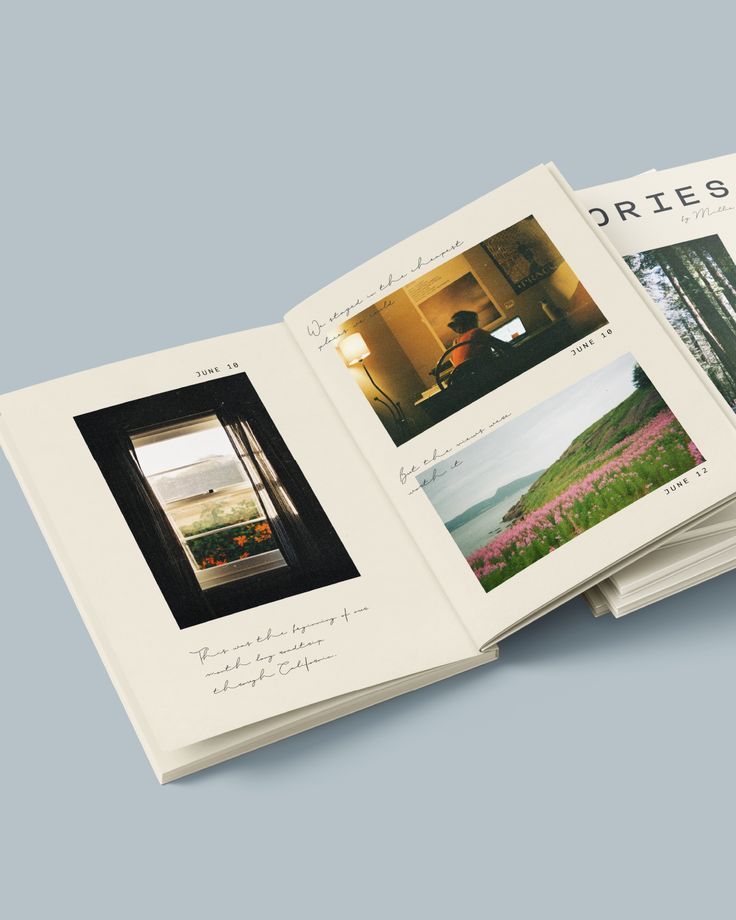 JUNE 10
This was the beginning of our
month long roadtrip
through California.
We stayed in the cheapest
places we could
PRAG
JUNE 10
But the views were
worth it
JUNE 12
ORIES
by